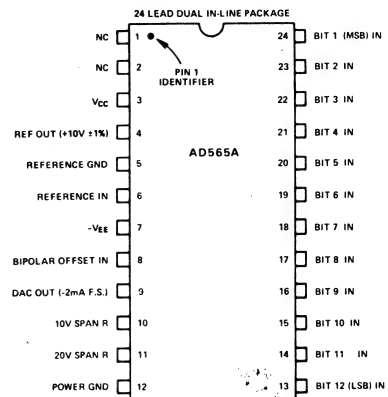 24 LEAD DUAL IN-LINE PACKAGE
NC 1 24 BIT 1 (MSB) IN
NC 2 23 BIT 2 IN
PIN 1
IDENTIFIER
VCC 3 22 BIT 3 IN
REF OUT (+10V ±1%) 4 21 BIT 4 IN
AD565A
REFERENCE GND 5 20 BIT 5 IN
REFERENCE IN 6 19 BIT 6 IN
-VEE 7 18 BIT 7 IN
BIPOLAR OFFSET IN 8 17 BIT 8 IN
DAC OUT (-2mA F.S.) 9 16 BIT 9 IN
10V SPAN R 10 15 BIT 10 IN
20V SPAN R 11 14 BIT 11 IN
POWER GND 12 13 BIT 12 (LSB) IN